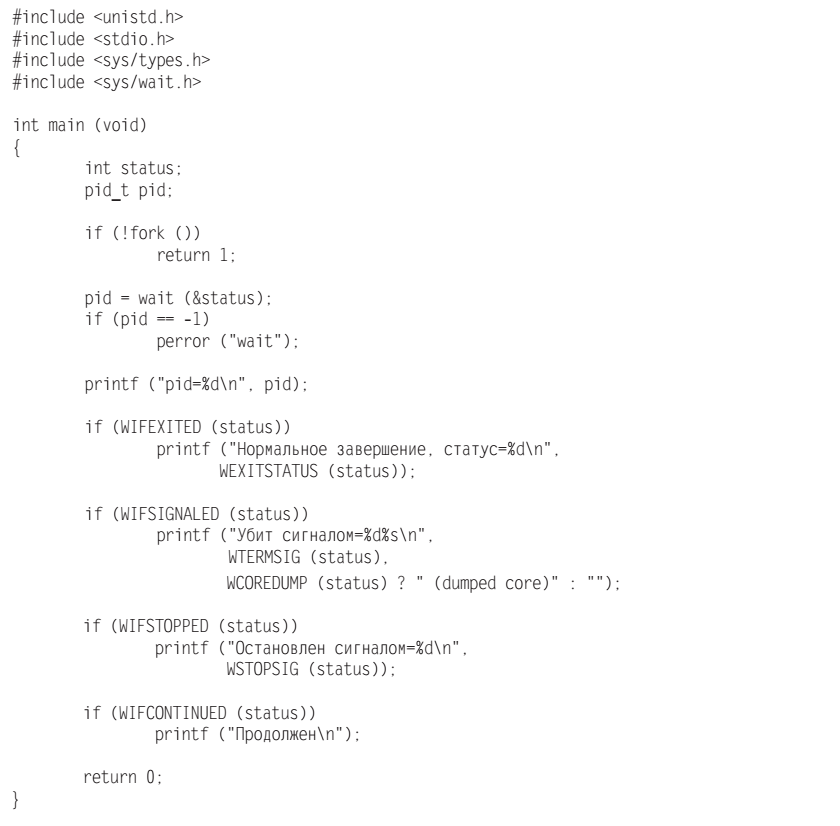 #include <unistd.h>
#include <stdio.h>
#include <sys/types.h>
#include <sys/wait.h>

int main (void)
{
        int status;
        pid_t pid;

        if (!fork ())
                return 1;

        pid = wait (&status);
        if (pid == -1)
                perror ("wait");

        printf ("pid=%d\n", pid);

        if (WIFEXITED (status))
                printf ("Нормальное завершение, статус=%d\n",
                        WEXITSTATUS (status));

        if (WIFSIGNALED (status))
                printf ("Убит сигналом=%d%s\n",
                        WTERMSIG (status),
                        WCOREDUMP (status) ? " (dumped core)" : "");

        if (WIFSTOPPED (status))
                printf ("Остановлен сигналом=%d\n",
                        WSTOPSIG (status));

        if (WIFCONTINUED (status))
                printf ("Продолжен\n");

        return 0;
}